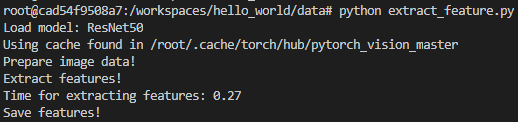 root@cad54f9508a7:/workspaces/hello_world/data# python extract_feature.py
Load model: ResNet50
Using cache found in /root/.cache/torch/hub/pytorch_vision_master
Prepare image data!
Extract features!
Time for extracting features: 0.27
Save features!